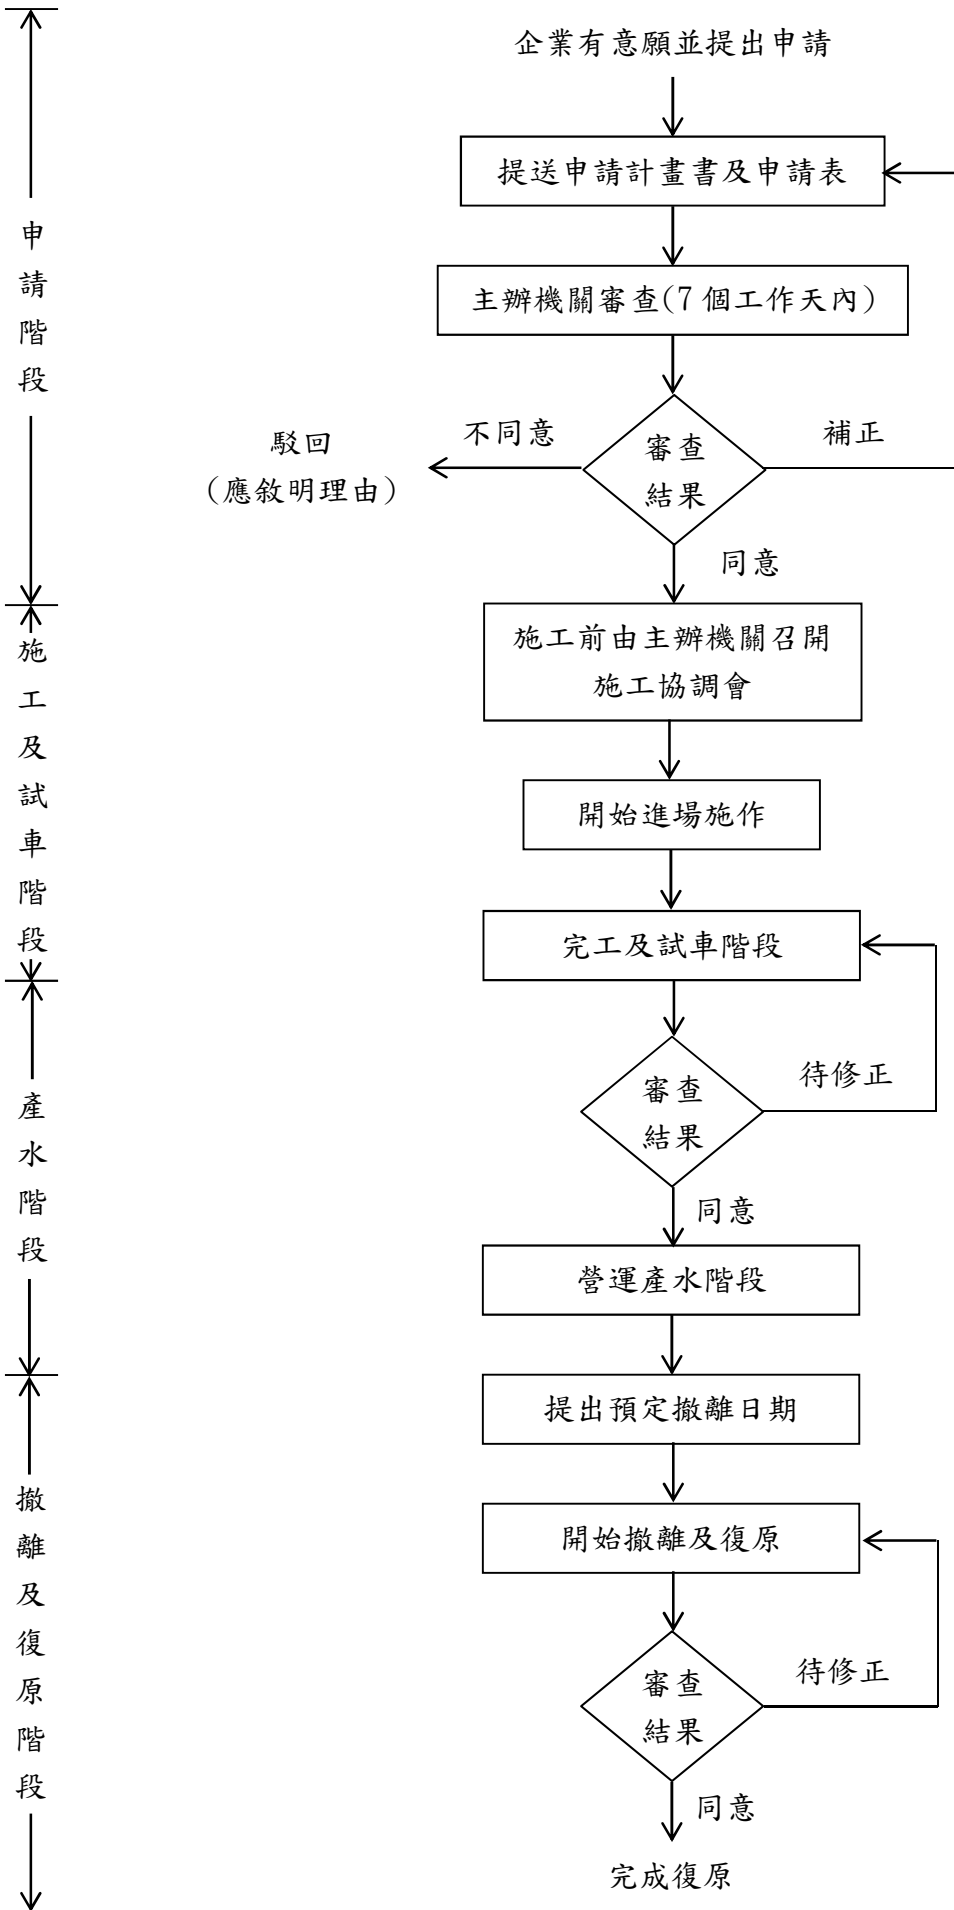 企業有意願並提出申請
提送申請計畫書及申請表
主辦機關審查(7個工作天內)
審查
結果
不同意
駁回
(應敘明理由)
補正
同意
施工前由主辦機關召開
施工協調會
開始進場施作
完工及試車階段
審查
結果
待修正
同意
營運產水階段
提出預定撤離日期
開始撤離及復原
審查
結果
待修正
同意
完成復原
申請階段
施工及試車階段
產水階段
撤離及復原階段